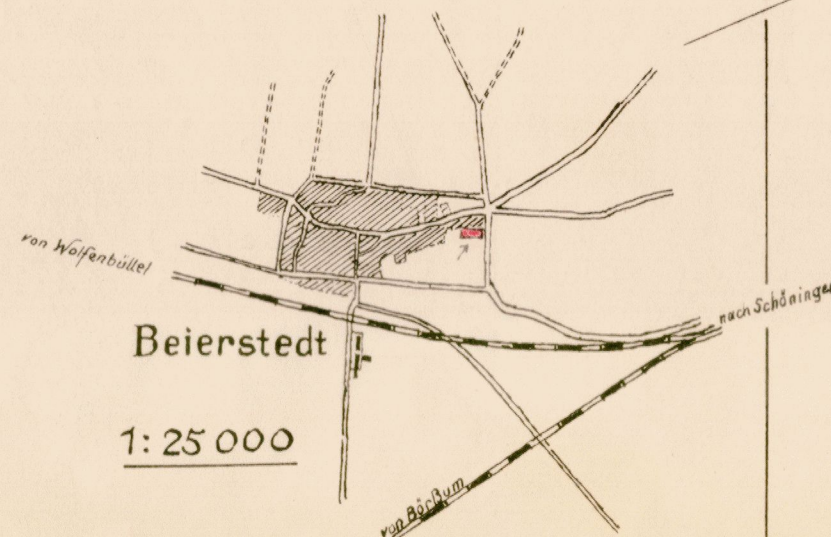 von Wolfenbüttel
nach Schöningen
Beierstedt
1:25 000
von Börßum